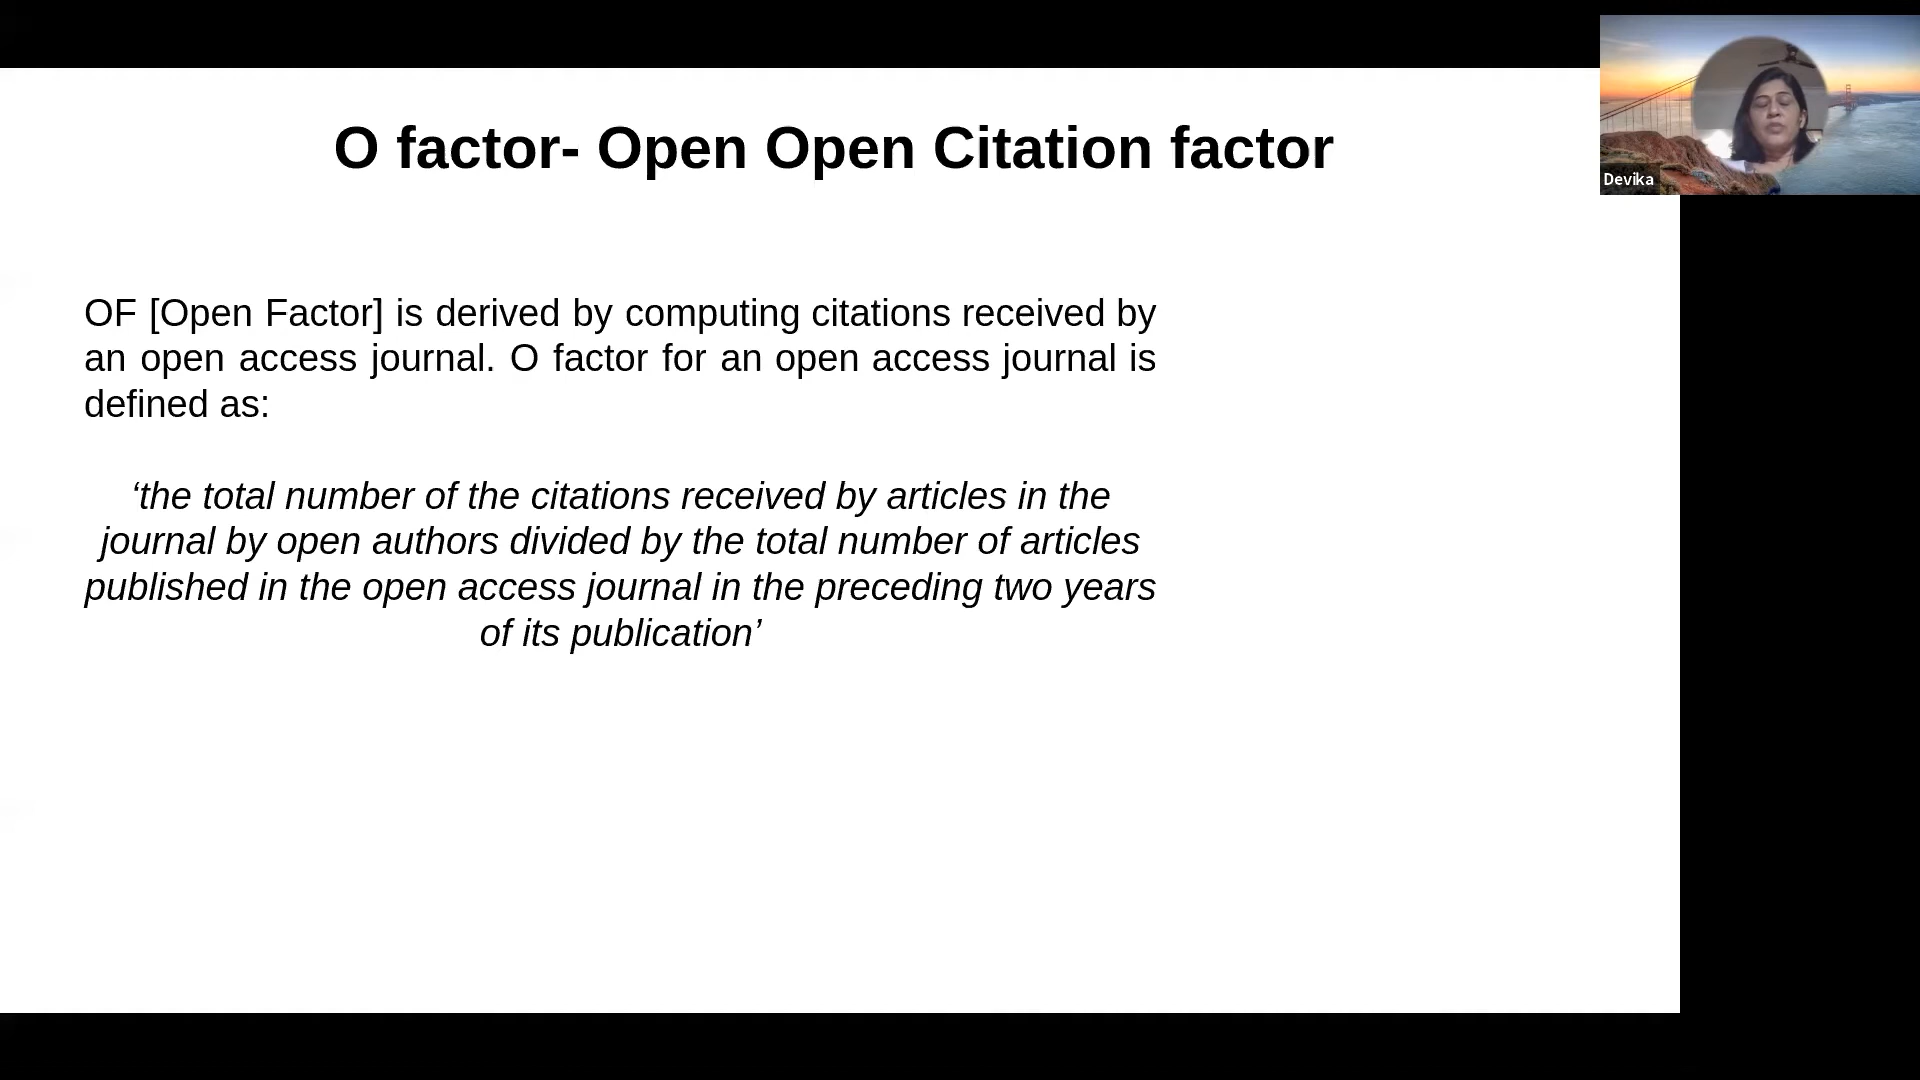 O factor- Open Open Citation factor
Devika
OF [Open Factor] is derived by computing citations received by
an open access journal. O factor for an open access journal is
defined as:
‘the total number of the citations received by articles in the
journal by open authors divided by the total number of articles
published in the open access journal in the preceding two years
of its publication’